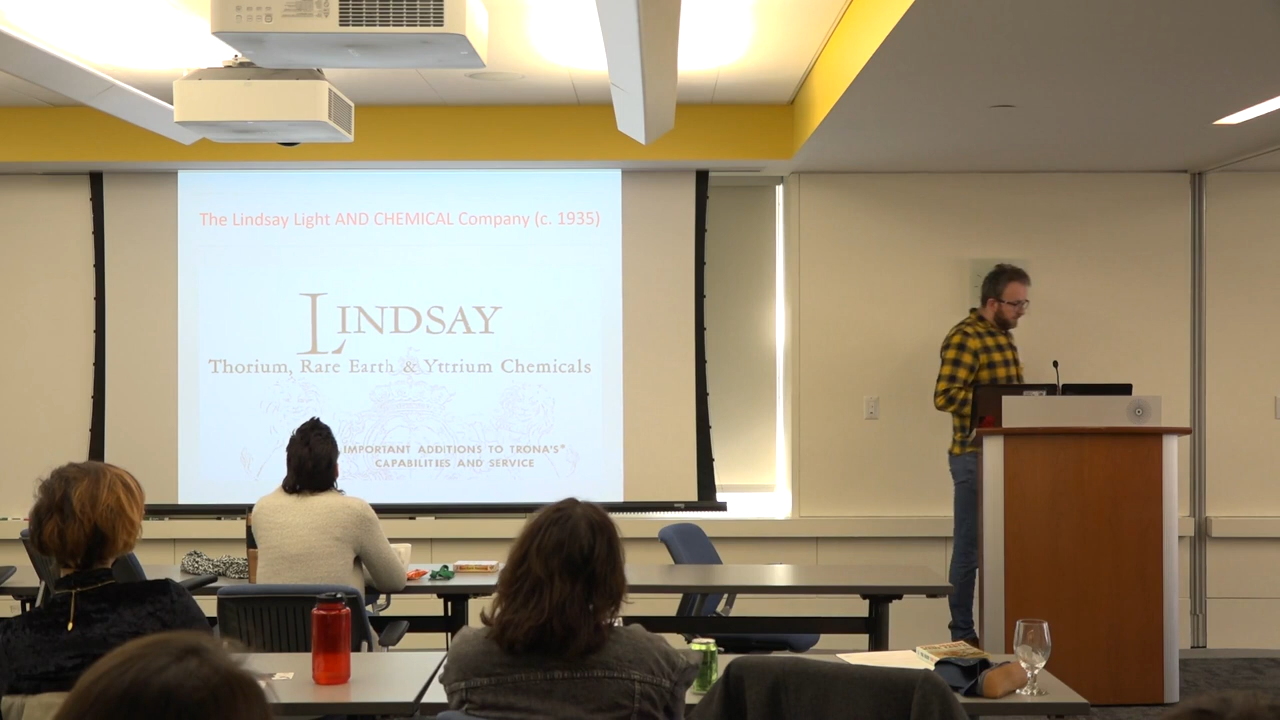 The Lindsay Light AND CHEMICAL Company (c. 1935)
LINDSAY
Thorium, Rare Earth & Yttrium Chemicals
IMPORTANT ADDITIONS TO TRONA'S*
CAPABILITIES AND SERVICE